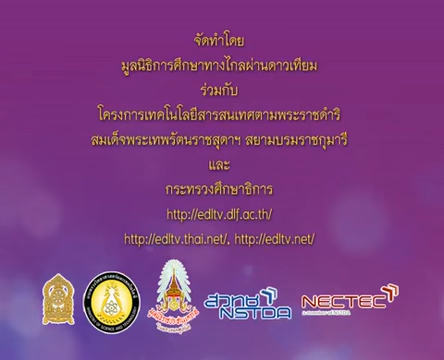 จัดทำโดย
มูลนิธิการศึกษาทางไกลผ่านดาวเทียม
ร่วมกับ
โครงการเทคโนโลยีสารสนเทศตามพระราชดำริ
สมเด็จพระเทพรัตนราชสุดาฯ สยามบรมราชกุมารี
และ
กระทรวงศึกษาธิการ
http://edltv.dlf.ac.th/
http://edltv.thai.net/, http://edltv.net/
สวทช
NSTDA
NECTEC
a member of NSTDA